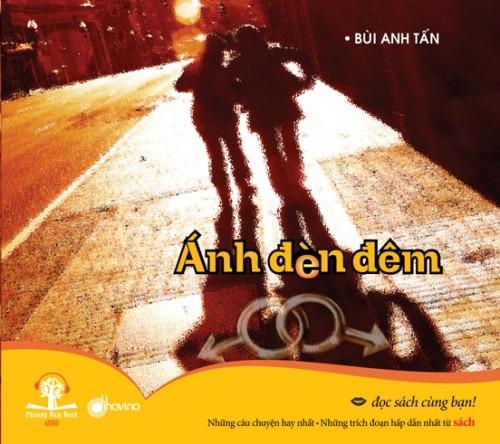 • BÙI ANH TẤN
Ánh đèn đêm
đọc sách cùng bạn!
Phuong Nam Book
AUDIO
havina
Những câu chuyện hay nhất • Những trích đoạn hấp dẫn nhất từ sách